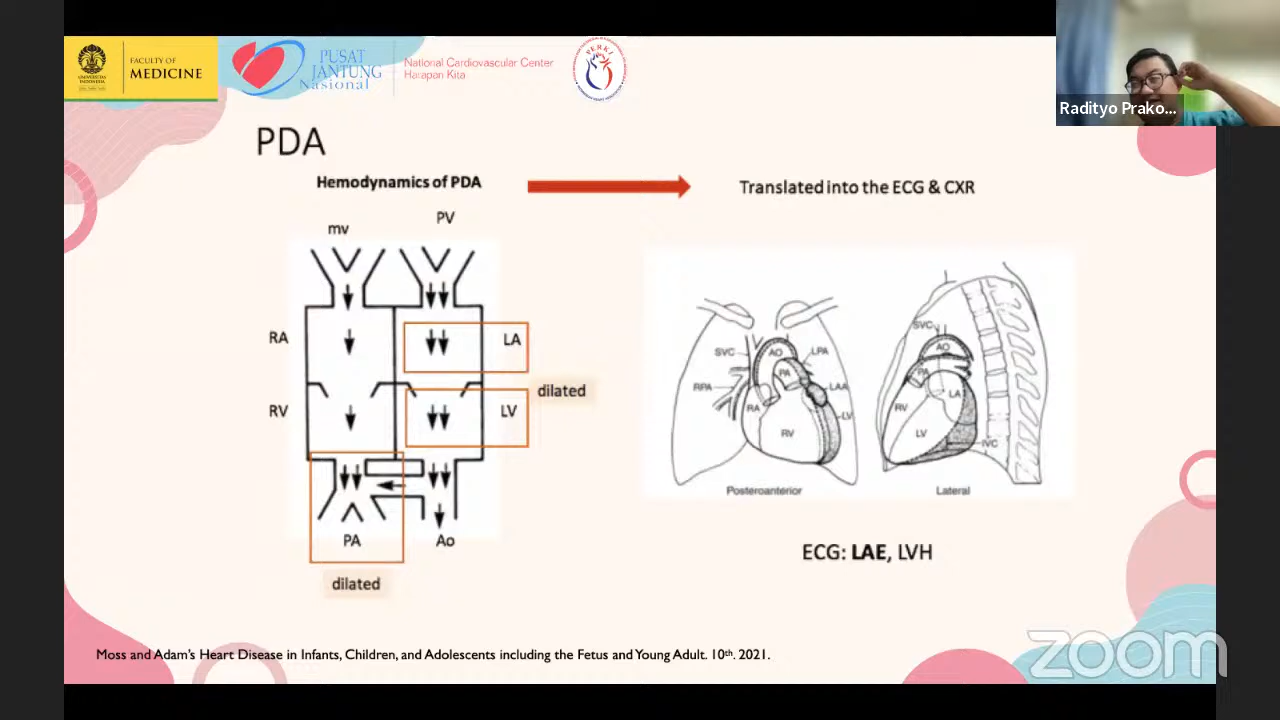 FACULTY OF
MEDICINE
UNIVERSITAS
INDONESIA
PUSAT
JANTUNG
Nasional
National Cardiovascular Center
Harapan Kita
PERKI
Radityo Prako...
PDA
Hemodynamics of PDA
Translated into the ECG & CXR
mv
PV
RA
LA
dilated
RV
LV
PA
Ao
dilated
SVC
AO
LPA
PA
RPA
LAA
RA
LV
RV
Posteroanterior
SVC
AO
PA
LA
RV
LV
IVC
Lateral
ECG: LAE, LVH
Moss and Adam's Heart Disease in Infants, Children, and Adolescents including the Fetus and Young Adult. 10th. 2021.
zoom